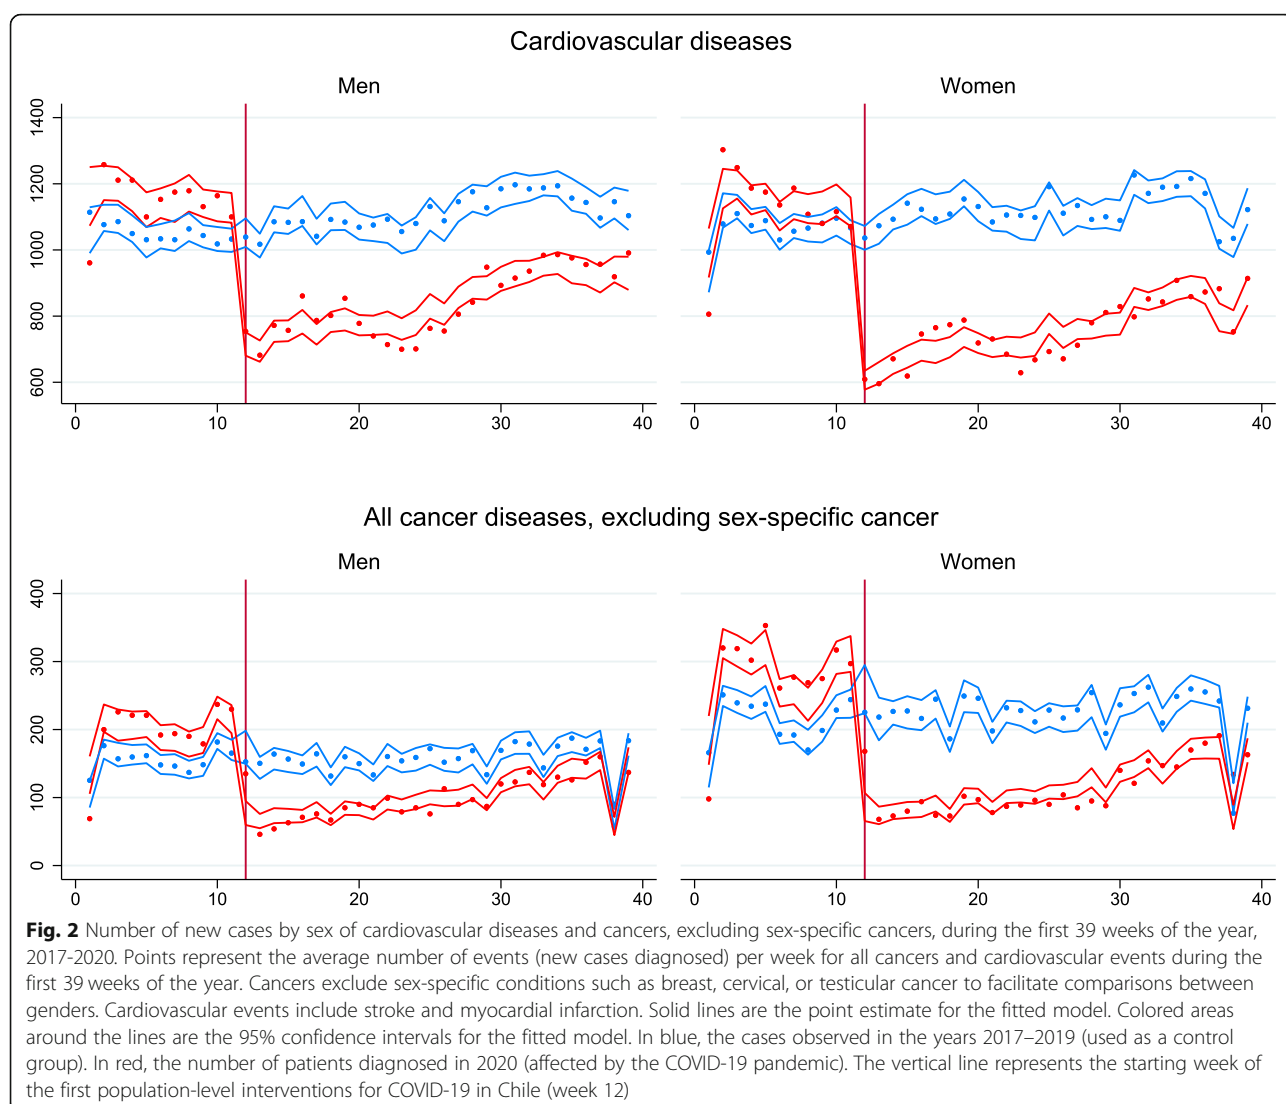 Cardiovascular diseases
Men
Women
1400
1200
1000
800
600
0 10 20 30 40
0 10 20 30 40
All cancer diseases, excluding sex-specific cancer
Men
Women
400
300
200
100
0
0 10 20 30 40
0 10 20 30 40
Fig. 2 Number of new cases by sex of cardiovascular diseases and cancers, excluding sex-specific cancers, during the first 39 weeks of the year,
2017-2020. Points represent the average number of events (new cases diagnosed) per week for all cancers and cardiovascular events during the
first 39 weeks of the year. Cancers exclude sex-specific conditions such as breast, cervical, or testicular cancer to facilitate comparisons between
genders. Cardiovascular events include stroke and myocardial infarction. Solid lines are the point estimate for the fitted model. Colored areas
around the lines are the 95% confidence intervals for the fitted model. In blue, the cases observed in the years 2017–2019 (used as a control
group). In red, the number of patients diagnosed in 2020 (affected by the COVID-19 pandemic). The vertical line represents the starting week of
the first population-level interventions for COVID-19 in Chile (week 12)